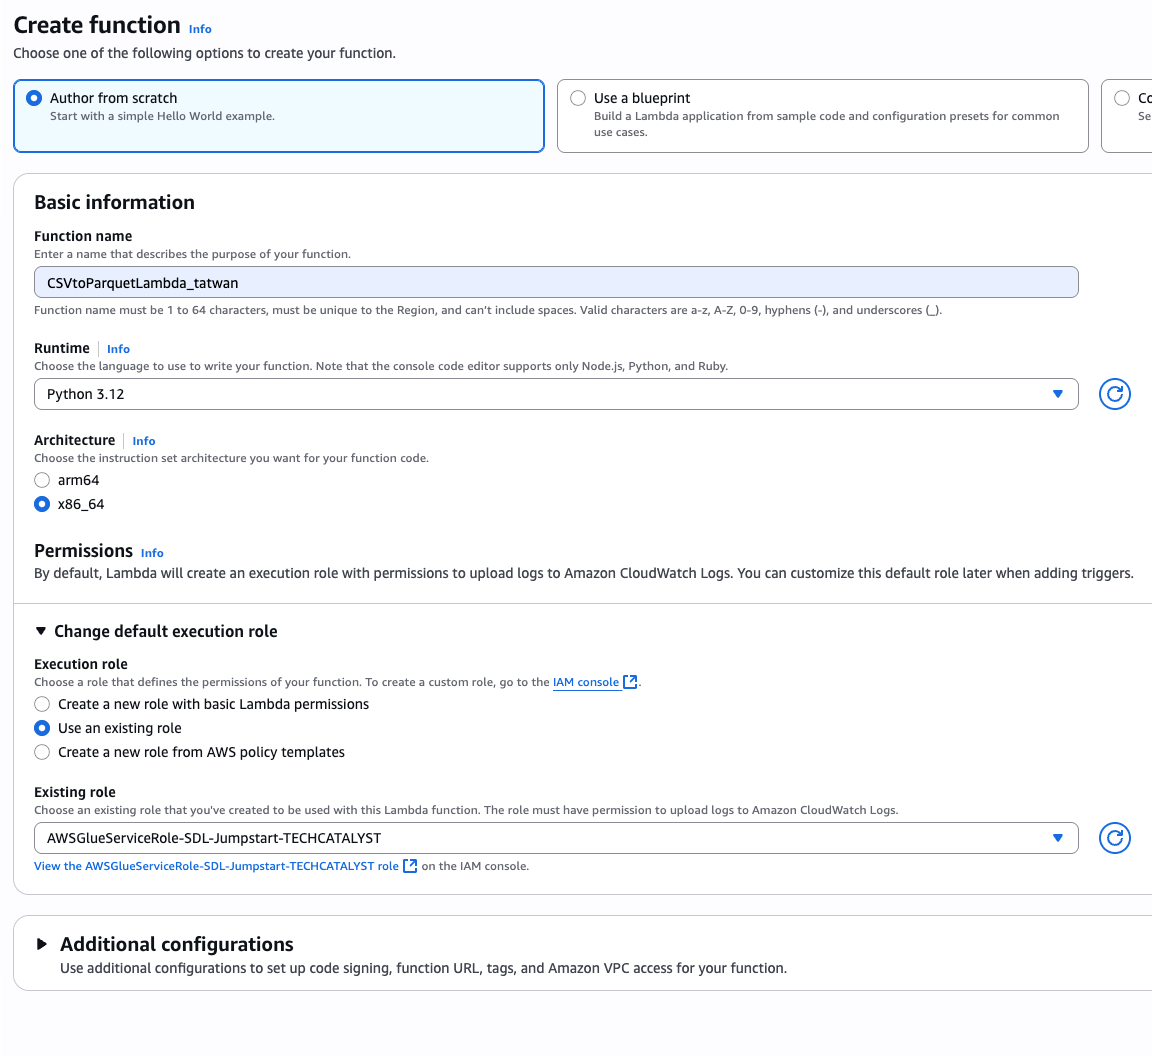 Create function Info
Choose one of the following options to create your function.
Author from scratch
Start with a simple Hello World example.
Use a blueprint
Build a Lambda application from sample code and configuration presets for common
use cases.
Co
Se
Basic information
Function name
Enter a name that describes the purpose of your function.
CSVtoParquetLambda_tatwan
Function name must be 1 to 64 characters, must be unique to the Region, and can't include spaces. Valid characters are a-z, A-Z, 0-9, hyphens (-), and underscores (_).
Runtime Info
Choose the language to use to write your function. Note that the console code editor supports only Node.js, Python, and Ruby.
Python 3.12
Architecture Info
Choose the instruction set architecture you want for your function code.
arm64
x86_64
Permissions Info
By default, Lambda will create an execution role with permissions to upload logs to Amazon CloudWatch Logs. You can customize this default role later when adding triggers.
Change default execution role
Execution role
Choose a role that defines the permissions of your function. To create a custom role, go to the IAM console.
Create a new role with basic Lambda permissions
Use an existing role
Create a new role from AWS policy templates
Existing role
Choose an existing role that you've created to be used with this Lambda function. The role must have permission to upload logs to Amazon CloudWatch Logs.
AWSGlueServiceRole-SDL-Jumpstart-TECHCATALYST
View the AWSGlueServiceRole-SDL-Jumpstart-TECHCATALYST role on the IAM console.
Additional configurations
Use additional configurations to set up code signing, function URL, tags, and Amazon VPC access for your function.